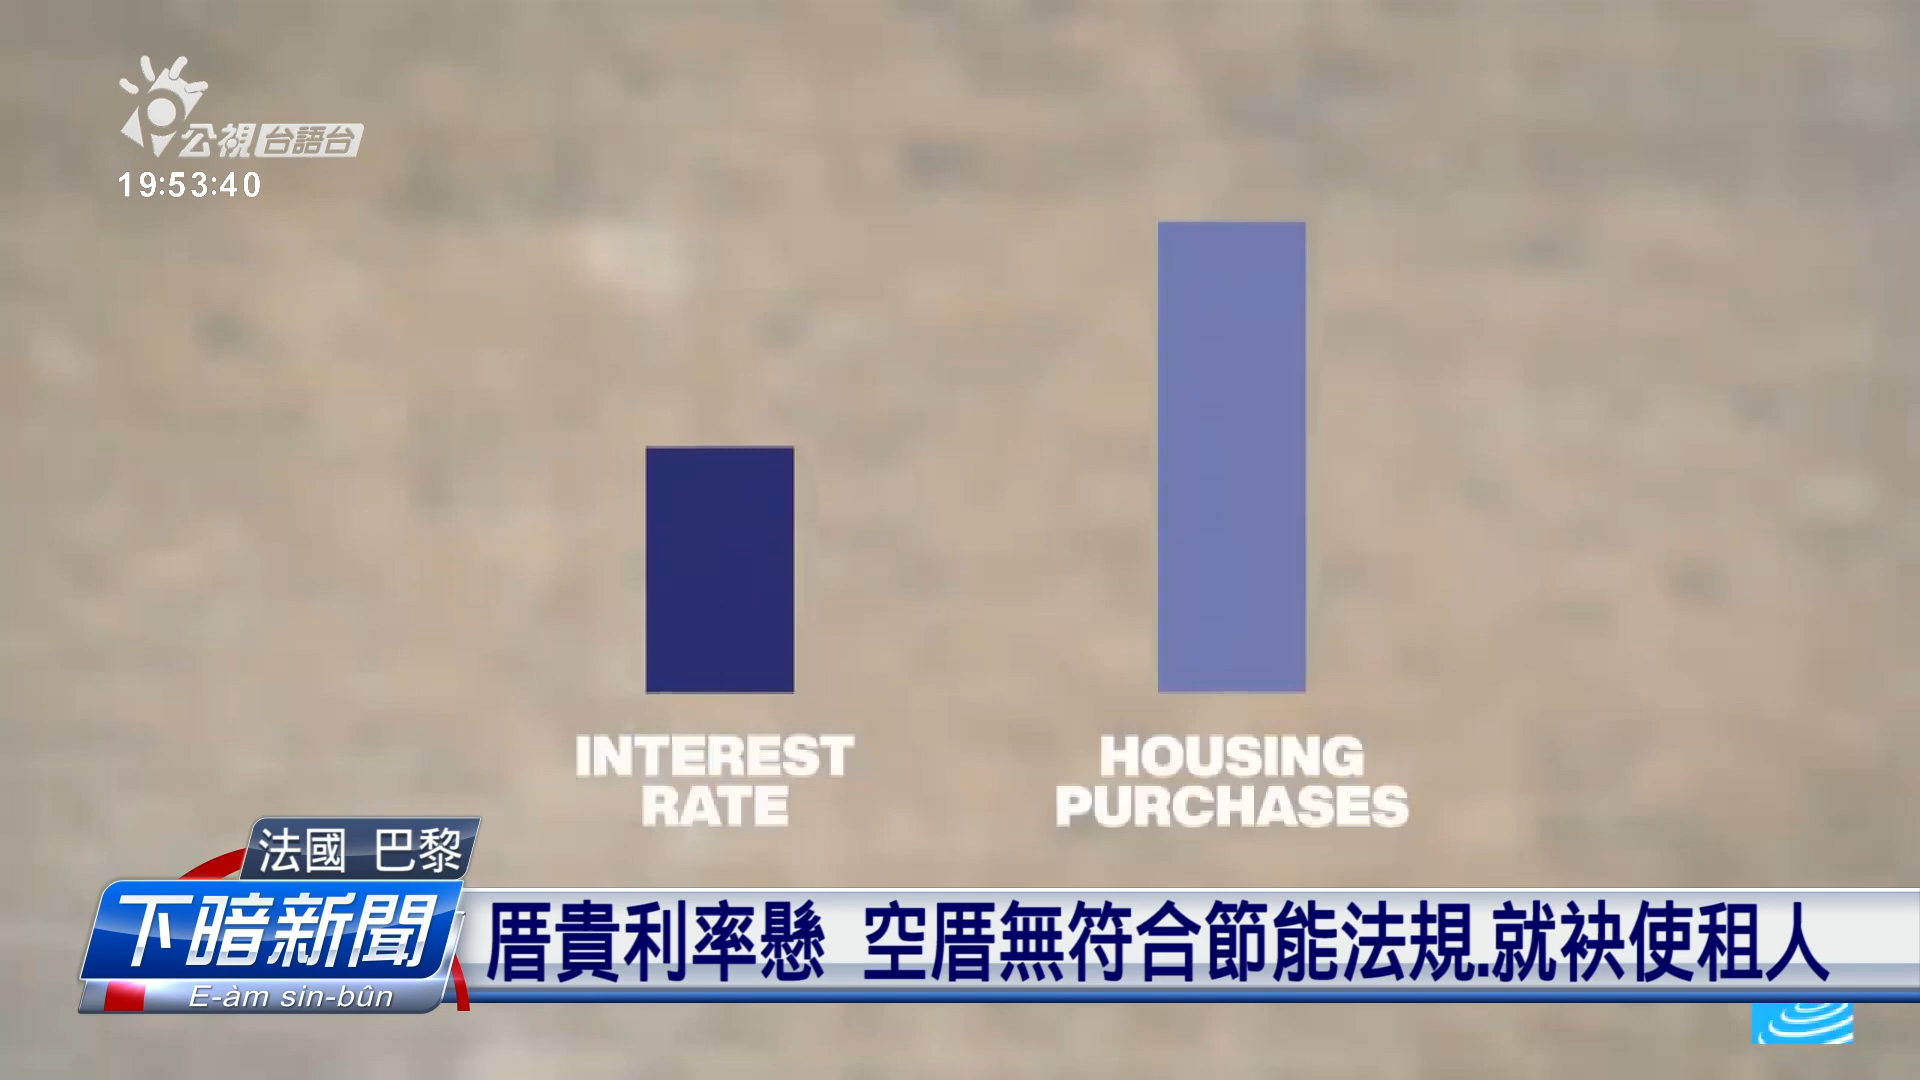 公視台語台
19:53:40
INTEREST
RATE
HOUSING
PURCHASES
法國 巴黎
下暗新聞
E-àm sin-bûn
厝貴利率懸 空厝無符合節能法規.就袂使租人